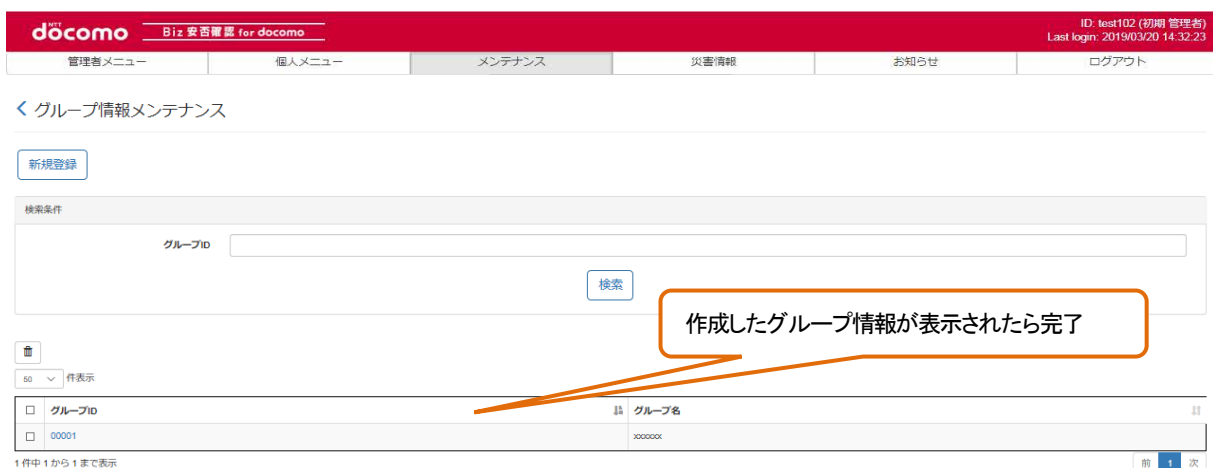 NTT
döcomo Biz 安否確認 for docomo
ID: test102 (初期 管理者)
Last login: 2019/03/20 14:32:23
管理者メニュー 個人メニュー メンテナンス 災害情報 お知らせ ログアウト
グループ情報メンテナンス
新規登録
検索条件
グループID
検索
作成したグループ情報が表示されたら完了
50 件表示
グループID グループ名
00001 xxxxxx
1 件中 1 から 1 まで表示
前 1 次